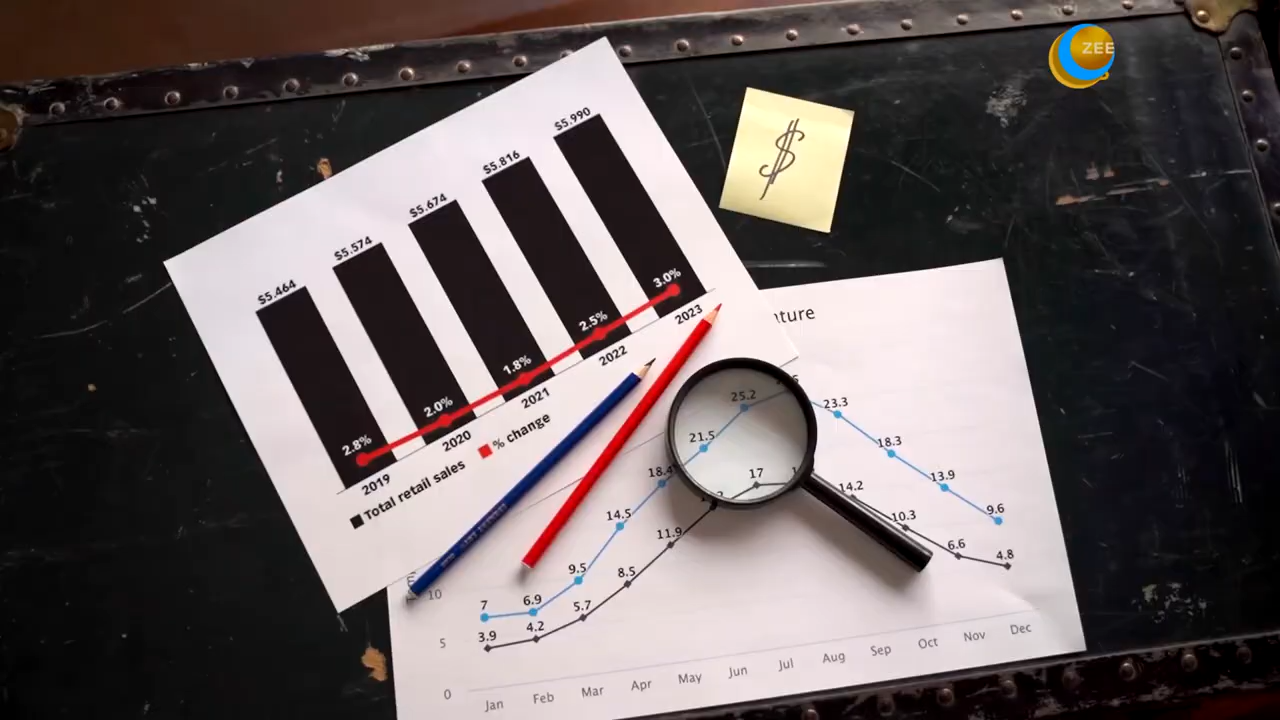 ZEE
$
$5.464
$5.574
$5.674
$5.816
$5.990
2.8%
2.0%
1.8%
2.5%
3.0%
2019
2020
2021
2022
2023
Total retail sales
% change
7
6.9
9.5
14.5
18.4
21.5
25.2
23.3
18.3
13.9
9.6
3.9
4.2
5.7
8.5
11.9
17
14.2
10.3
6.6
4.8
10
5
0
Jan
Feb
Mar
Apr
May
Jun
Jul
Aug
Sep
Oct
Nov
Dec